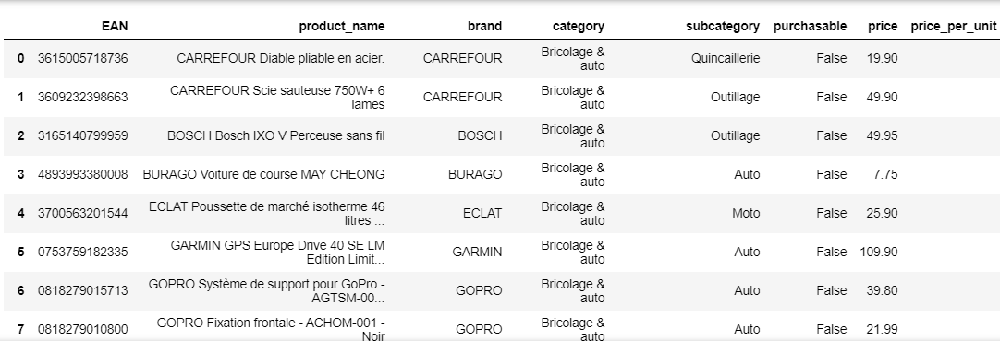 EAN product_name brand category subcategory purchasable price price_per_unit
0 3615005718736 CARREFOUR Diable pliable en acier. CARREFOUR Bricolage & auto Quincaillerie False 19.90
1 3609232398663 CARREFOUR Scie sauteuse 750W+ 6 lames CARREFOUR Bricolage & auto Outillage False 49.90
2 3165140799959 BOSCH Bosch IXO V Perceuse sans fil BOSCH Bricolage & auto Outillage False 49.95
3 4893993380008 BURAGO Voiture de course MAY CHEONG BURAGO Bricolage & auto Auto False 7.75
4 3700563201544 ECLAT Poussette de marché isotherme 46 litres ... ECLAT Bricolage & auto Moto False 25.90
5 0753759182335 GARMIN GPS Europe Drive 40 SE LM Edition Limit... GARMIN Bricolage & auto Auto False 109.90
6 0818279015713 GOPRO Système de support pour GoPro - AGTSM-00... GOPRO Bricolage & auto Auto False 39.80
7 0818279010800 GOPRO Fixation frontale - ACHOM-001 - Noir GOPRO Bricolage & auto Auto False 21.99